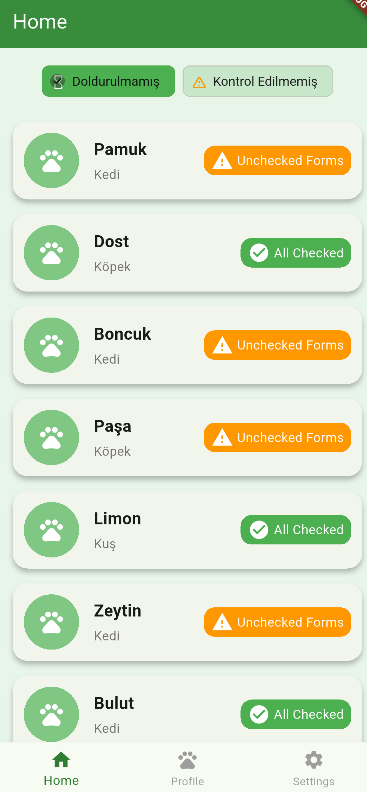 Home
Doldurulmamış
Kontrol Edilmemiş
Pamuk
Kedi
Unchecked Forms
Dost
Köpek
All Checked
Boncuk
Kedi
Unchecked Forms
Paşa
Köpek
Unchecked Forms
Limon
Kuş
All Checked
Zeytin
Kedi
Unchecked Forms
Bulut
Kedi
All Checked
Home
Profile
Settings